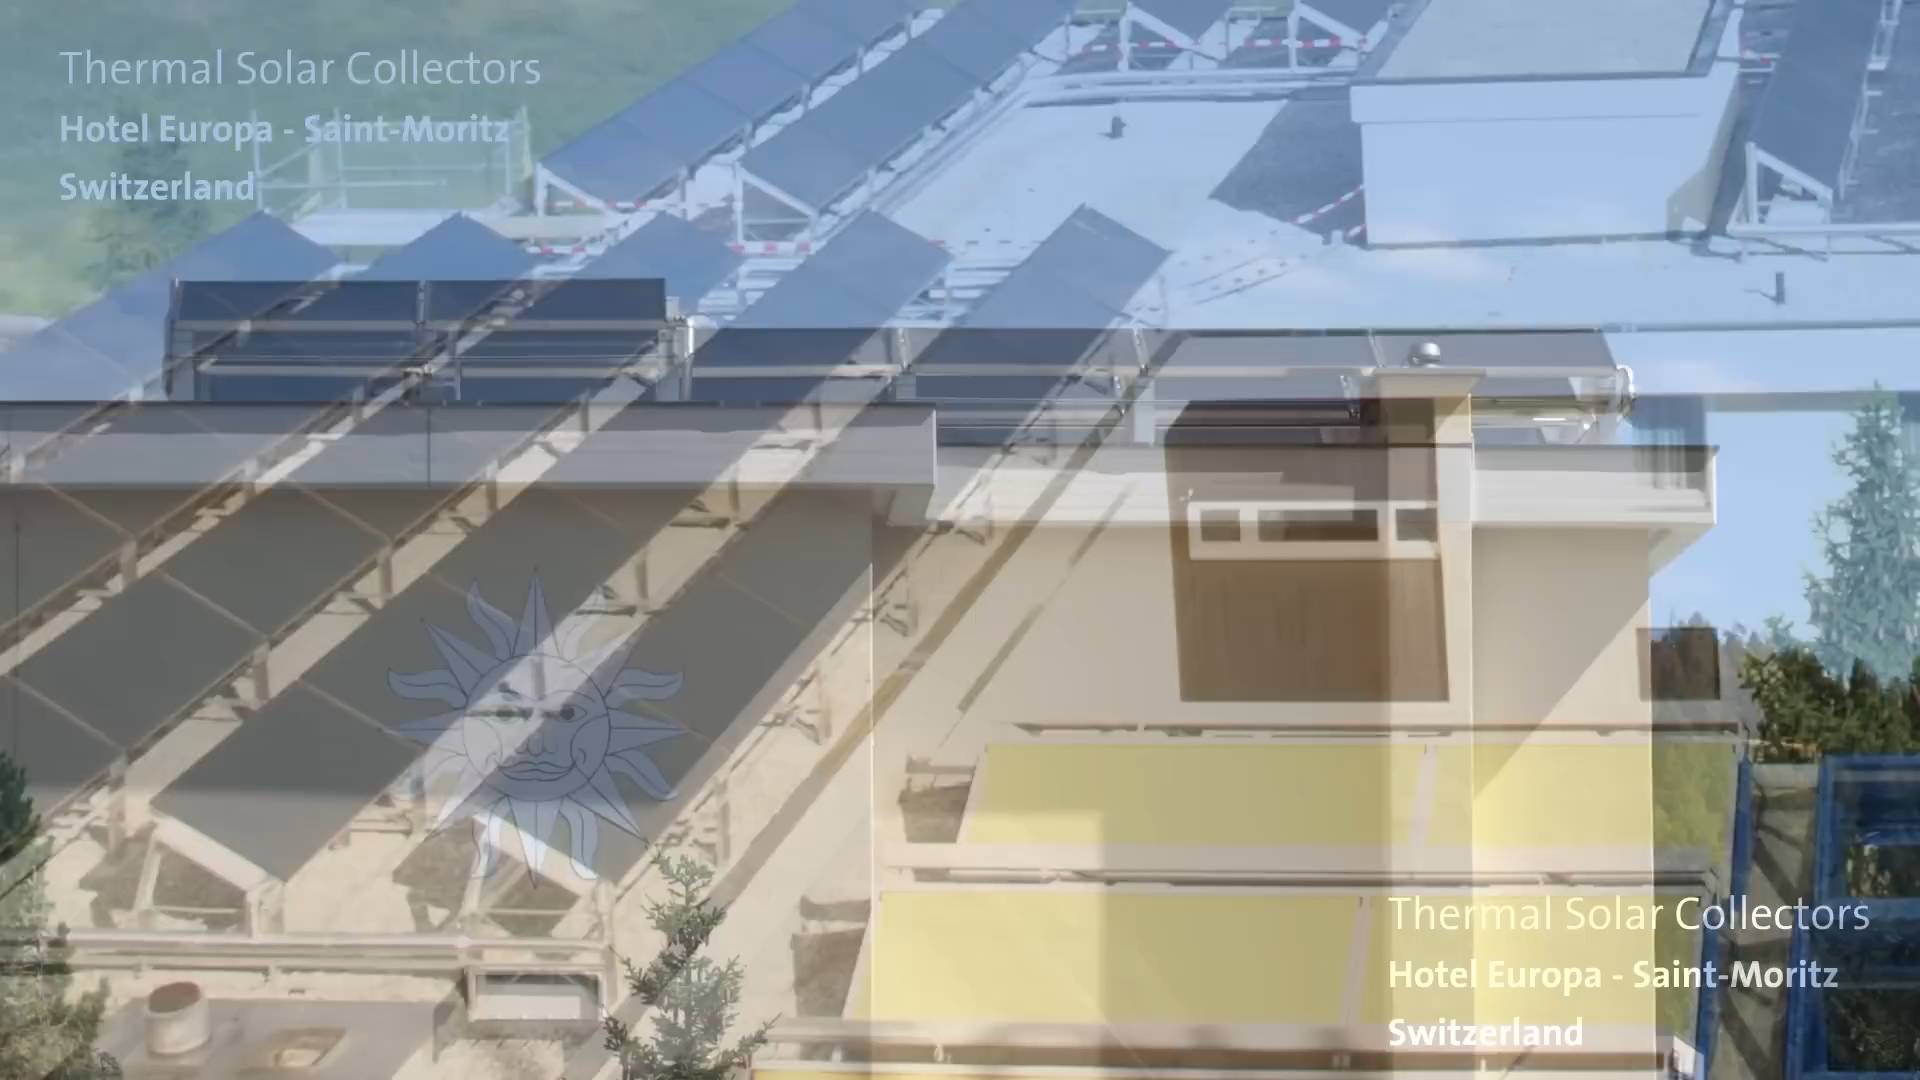 Thermal Solar Collectors
Hotel Europa - Saint-Moritz
Switzerland
Thermal Solar Collectors
Hotel Europa - Saint-Moritz
Switzerland